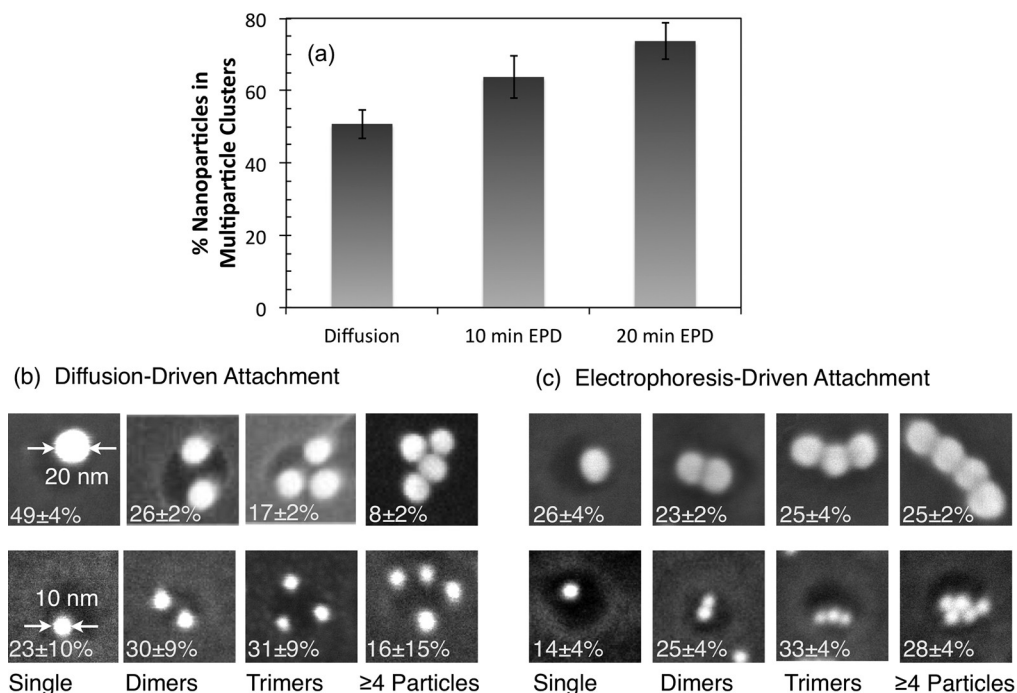 80
60
40
20
0
% Nanoparticles in
Multiparticle Clusters
(a)
Diffusion 10 min EPD 20 min EPD
(b) Diffusion-Driven Attachment
20 nm
49±4% 26±2% 17±2% 8±2%
10 nm
23±10% 30±9% 31±9% 16±15%
Single Dimers Trimers ≥4 Particles
(c) Electrophoresis-Driven Attachment
26±4% 23±2% 25±4% 25±2%
14±4% 25±4% 33±4% 28±4%
Single Dimers Trimers ≥4 Particles